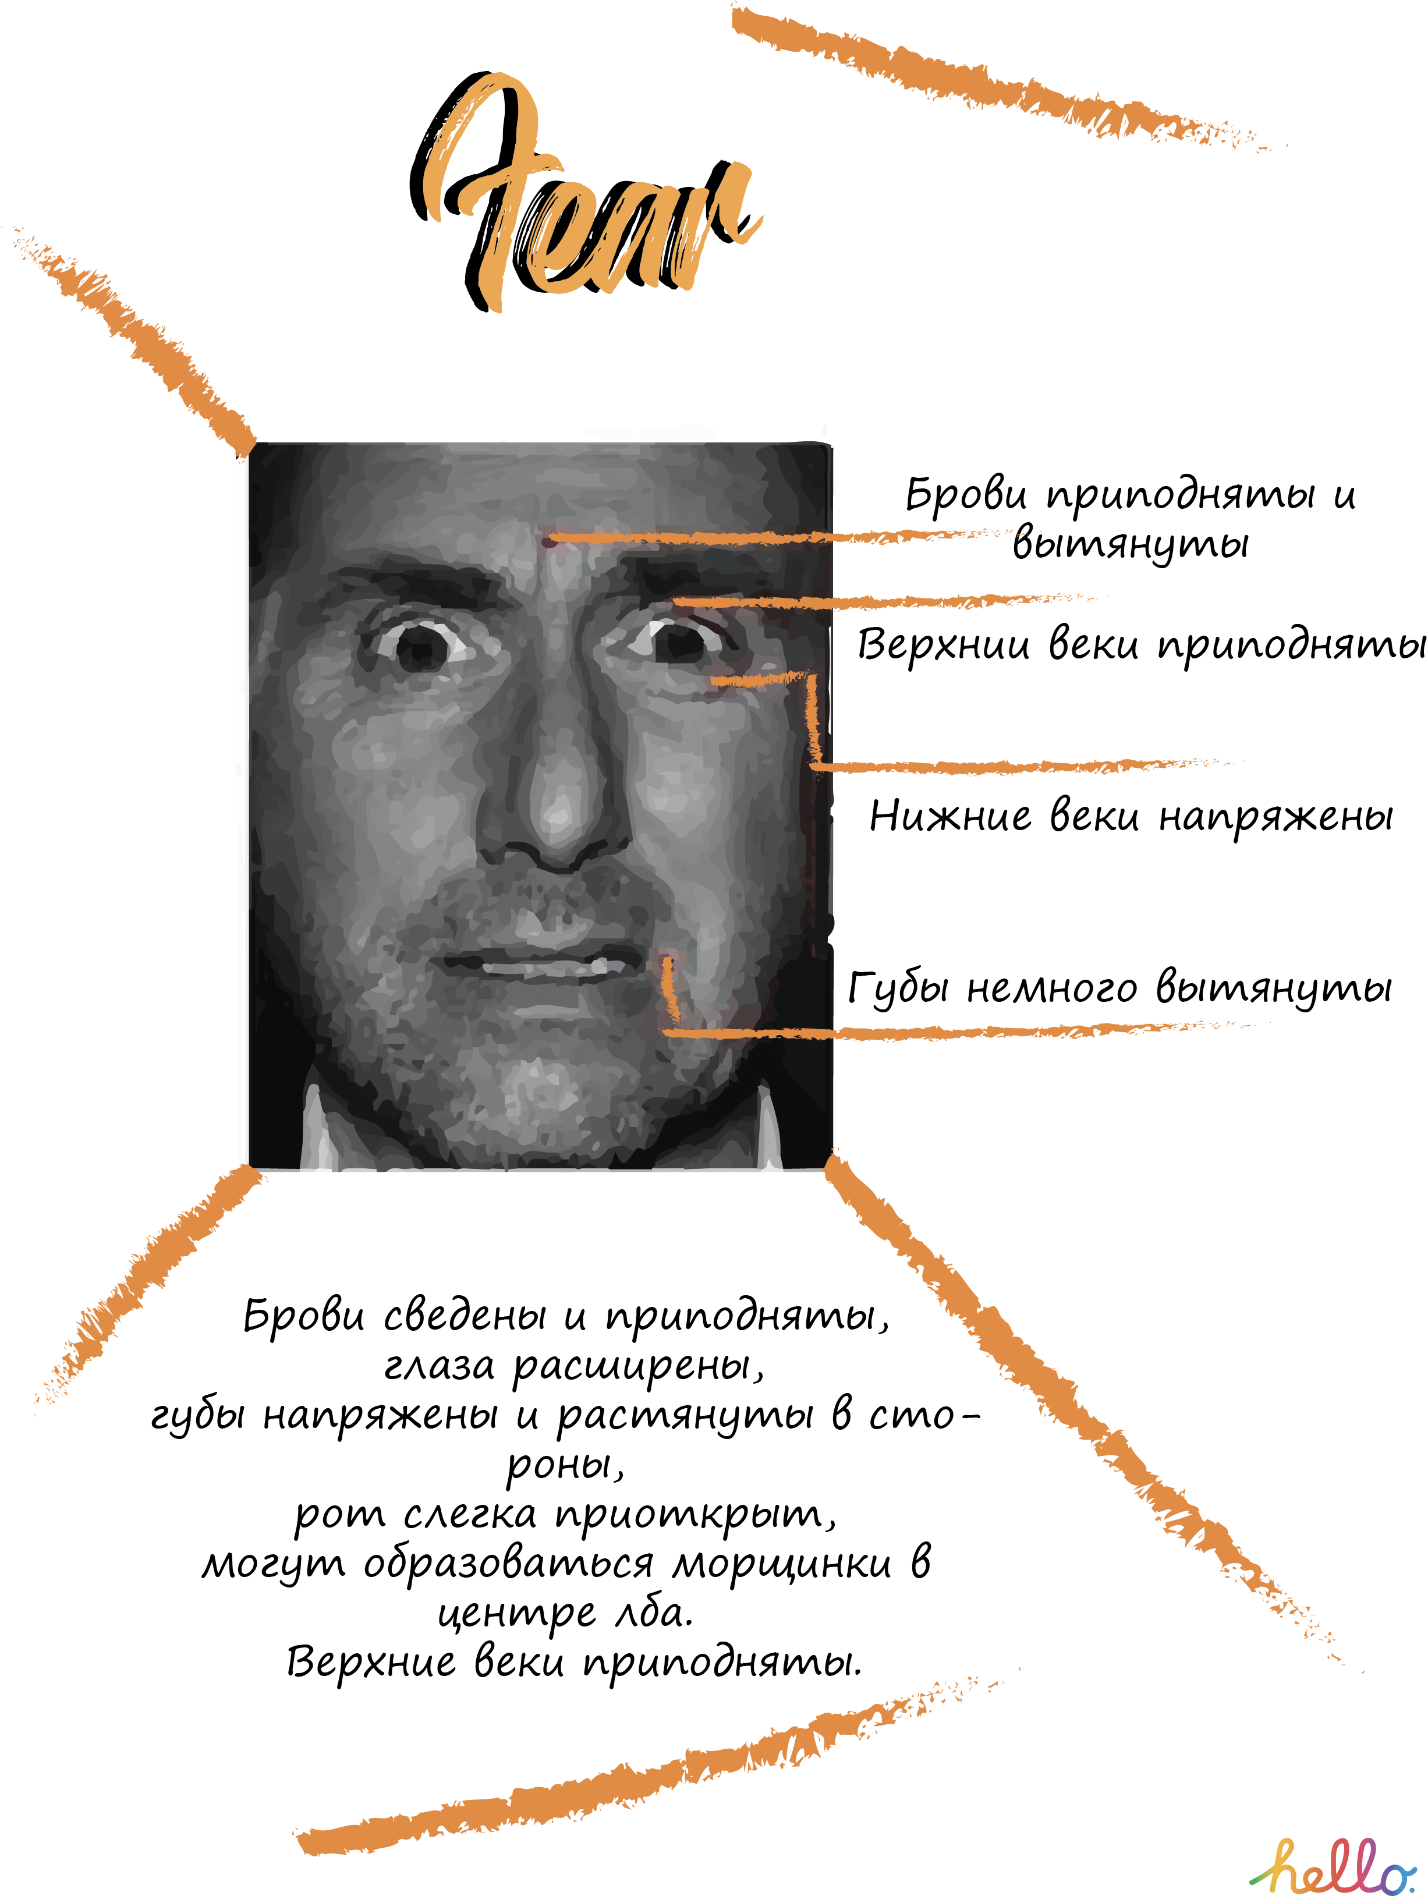 Fear
Брови приподняты и
вытянуты
Верхнии веки приподняты
Нижние веки напряжены
Губы немного вытянуты
Брови сведены и приподняты,
глаза расширены,
губы напряжены и растянуты в сто-
роны,
рот слегка приоткрыт,
могут образоваться морщинки в
центре лба.
Верхние веки приподняты.
hello.